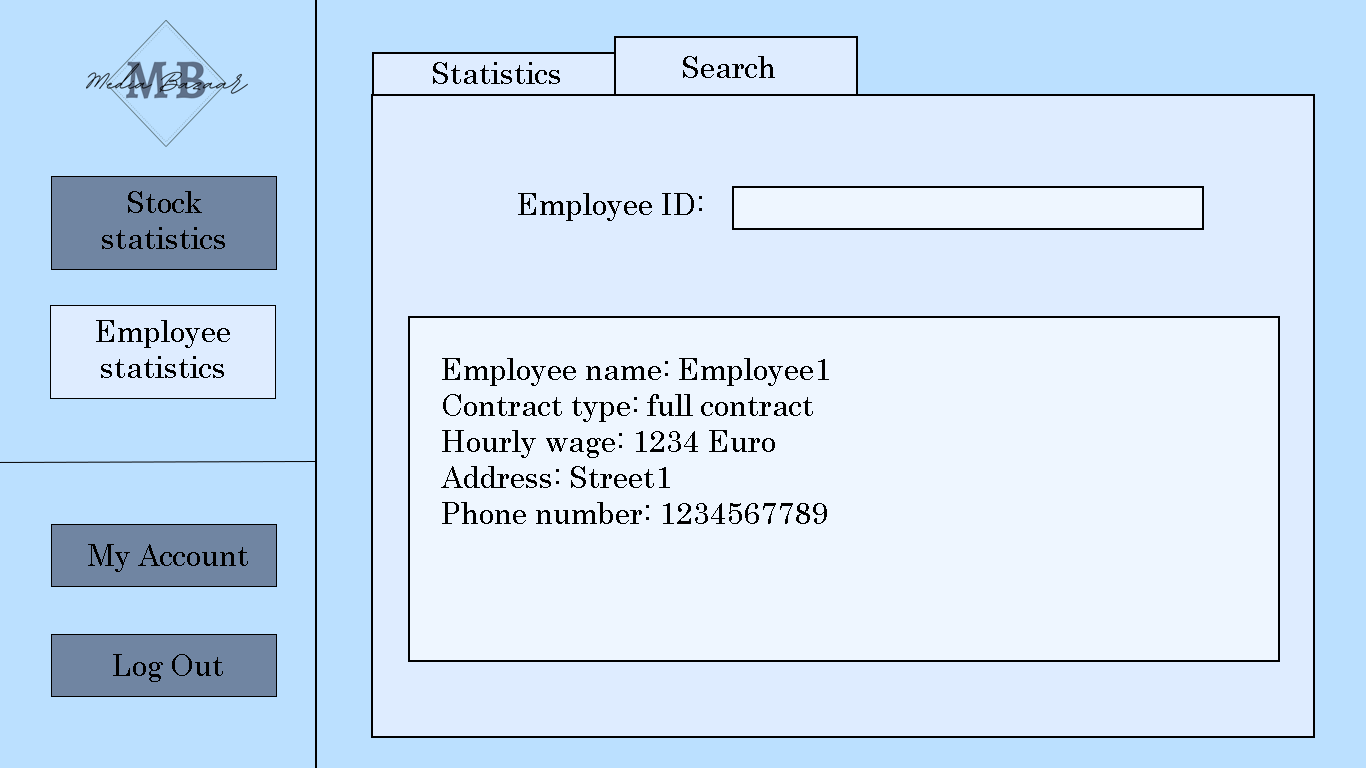 MB
Media Bazaar
Stock
statistics
Employee
statistics
My Account
Log Out
Statistics
Search
Employee ID:
Employee name: Employee1
Contract type: full contract
Hourly wage: 1234 Euro
Address: Street1
Phone number: 1234567789